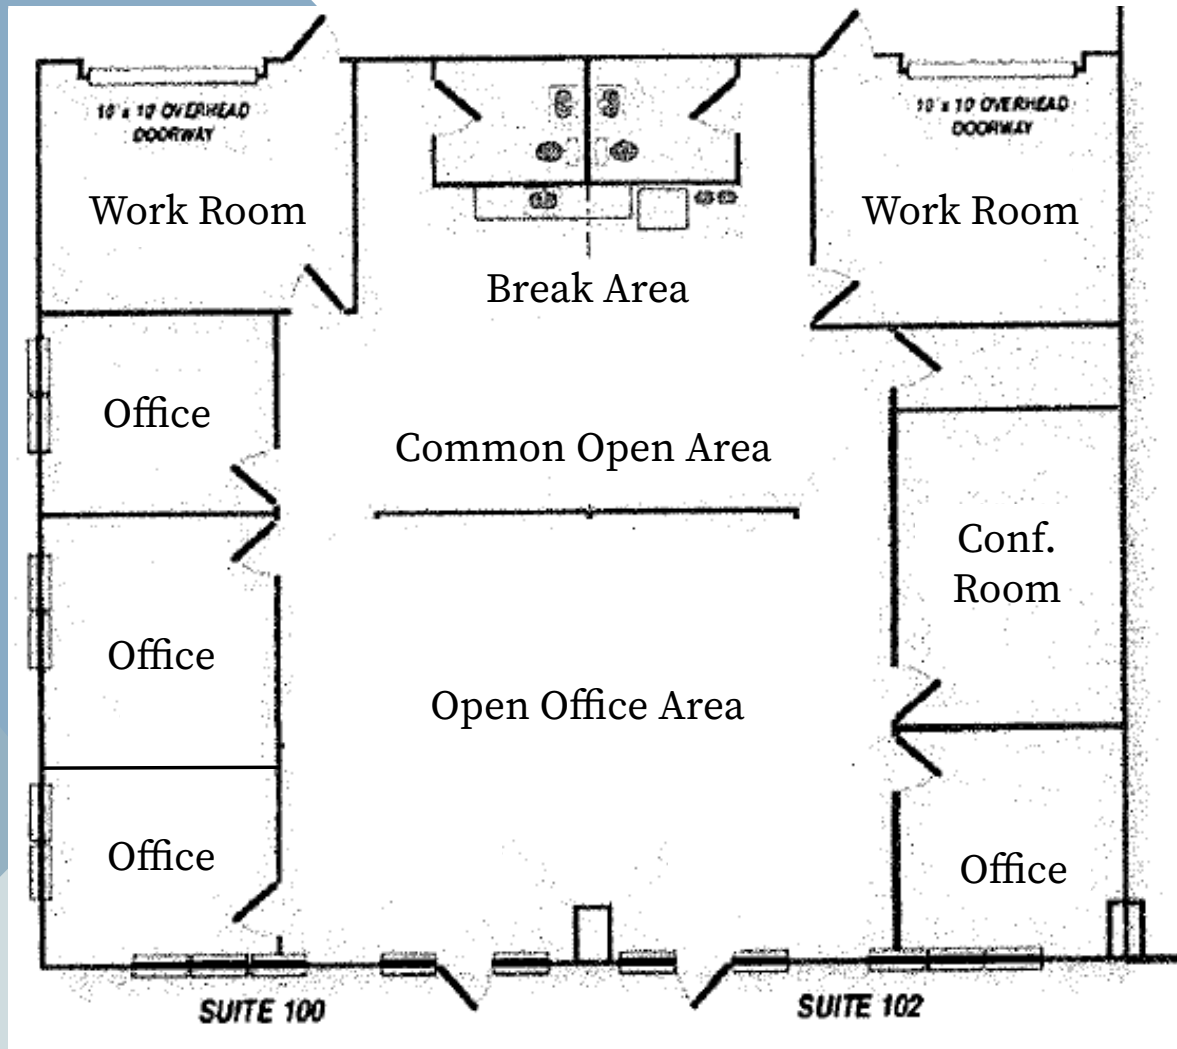 10' x 10' OVERHEAD
DOORWAY
10' x 10' OVERHEAD
DOORWAY
Work Room
Work Room
Break Area
Office
Common Open Area
Conf.
Room
Office
Open Office Area
Office
Office
SUITE 100
SUITE 102